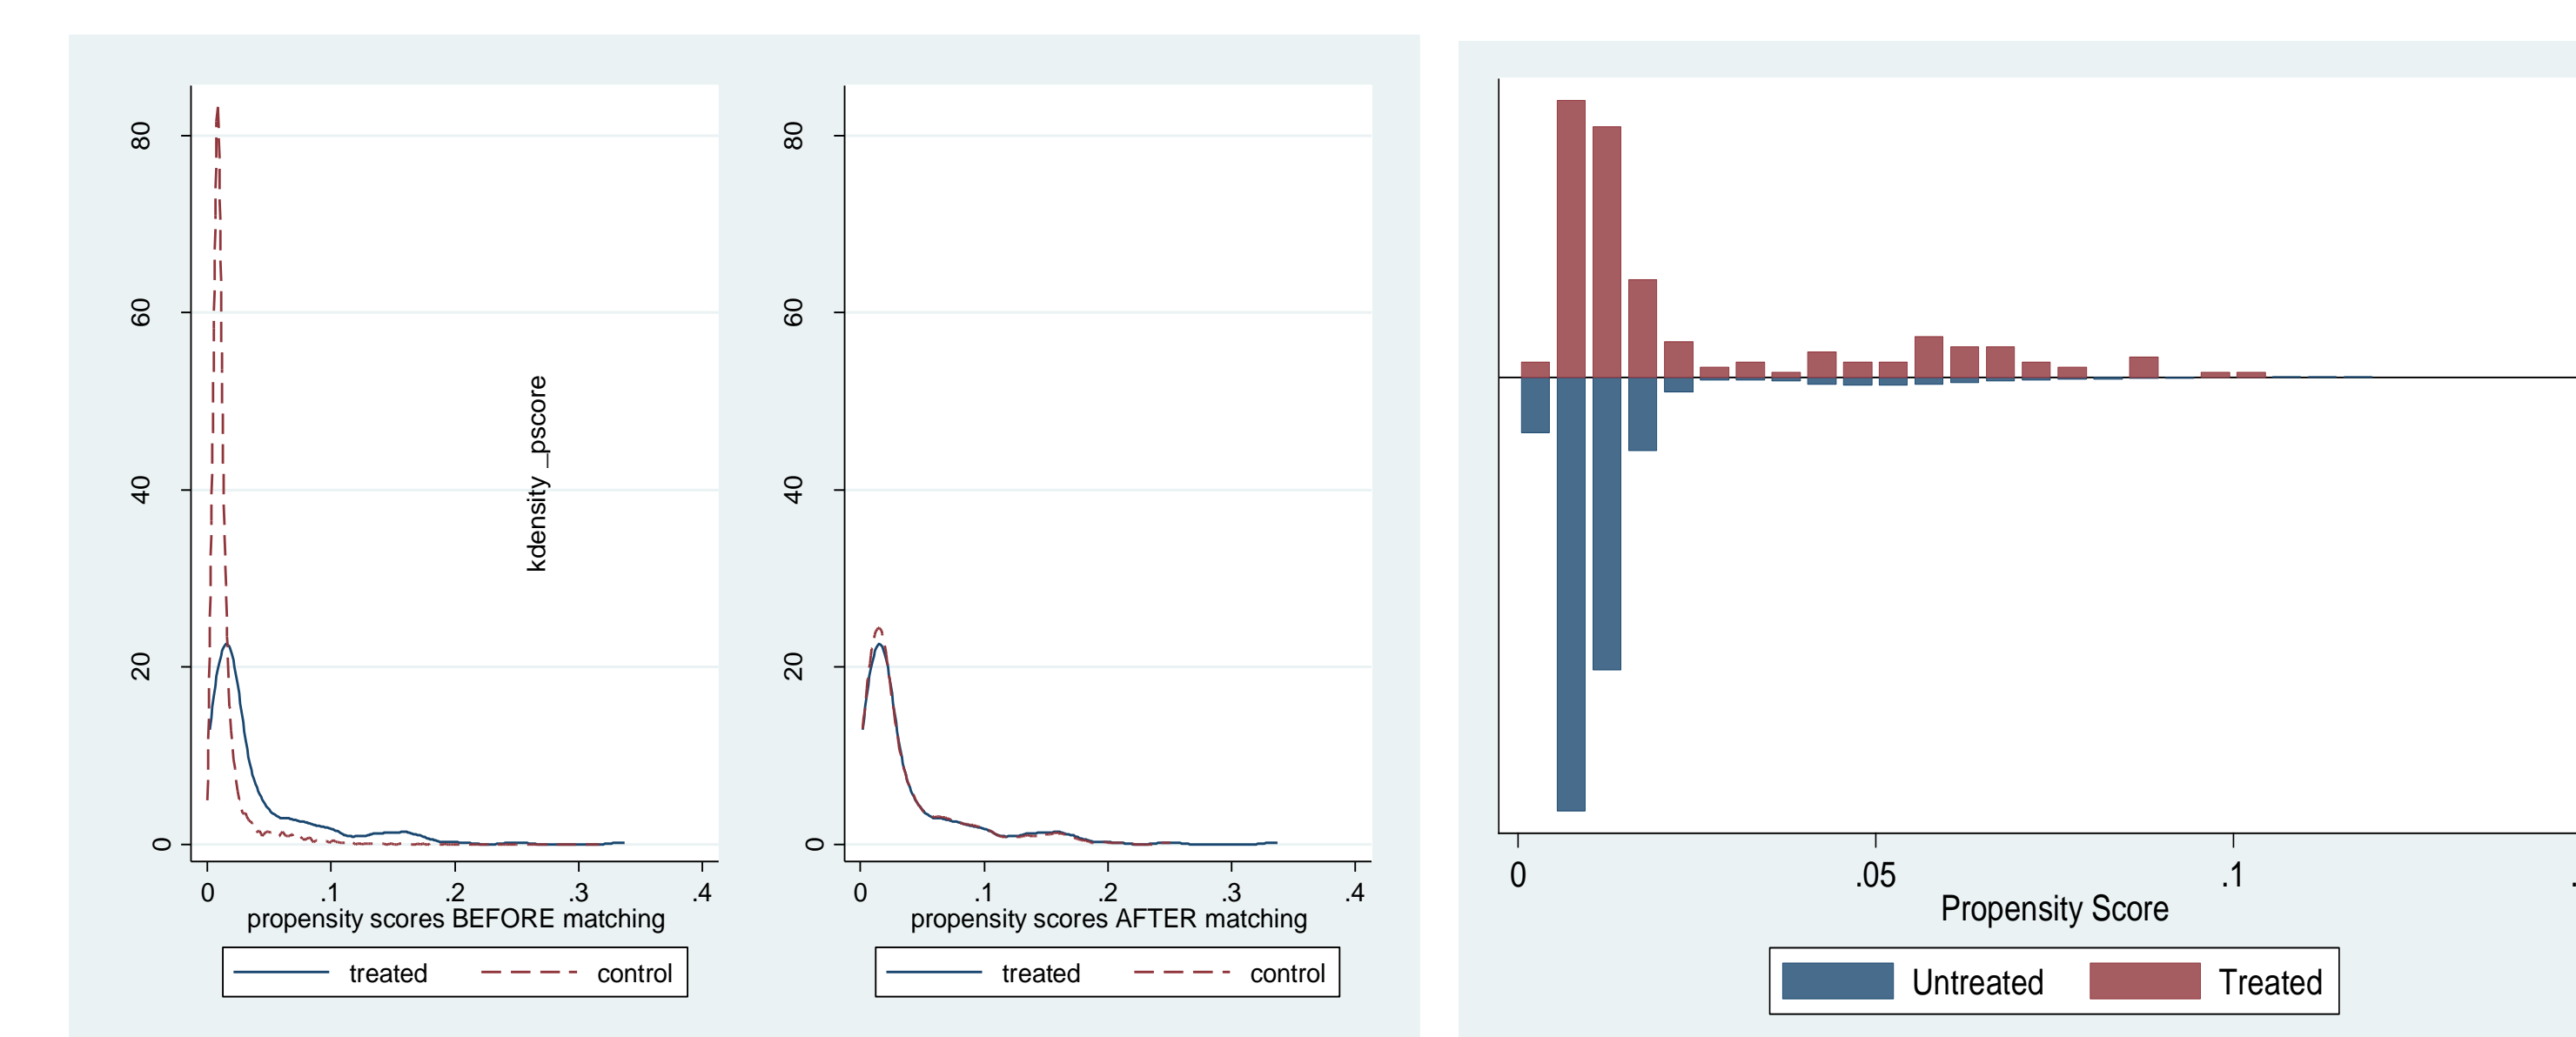 80
60
40
20
0
kdensity _pscore
0 .1 .2 .3 .4
propensity scores BEFORE matching
treated control
80
60
40
20
0
0 .1 .2 .3 .4
propensity scores AFTER matching
treated control
0 .05 .1
Propensity Score
Untreated Treated